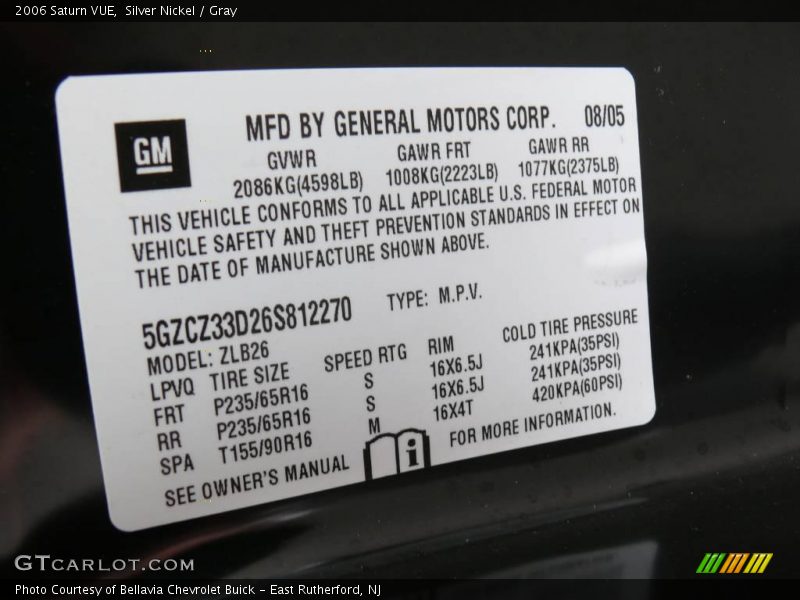 2006 Saturn VUE,  Silver Nickel / Gray
GM
MFD BY GENERAL MOTORS CORP. 08/05
GVWR GAWR FRT GAWR RR
2086KG(4598LB) 1008KG(2223LB) 1077KG(2375LB)
THIS VEHICLE CONFORMS TO ALL APPLICABLE U.S. FEDERAL MOTOR
VEHICLE SAFETY AND THEFT PREVENTION STANDARDS IN EFFECT ON
THE DATE OF MANUFACTURE SHOWN ABOVE.
5GZCZ33D26S812270 TYPE: M.P.V.
MODEL: ZLB26
LPVQ TIRE SIZE SPEED RTG RIM COLD TIRE PRESSURE
FRT P235/65R16 S 16X6.5J 241KPA(35PSI)
RR P235/65R16 S 16X6.5J 241KPA(35PSI)
SPA T155/90R16 M 16X4T 420KPA(60PSI)
SEE OWNER'S MANUAL i FOR MORE INFORMATION.
GTCARLOT.COM
Photo Courtesy of Bellavia Chevrolet Buick – East Rutherford, NJ